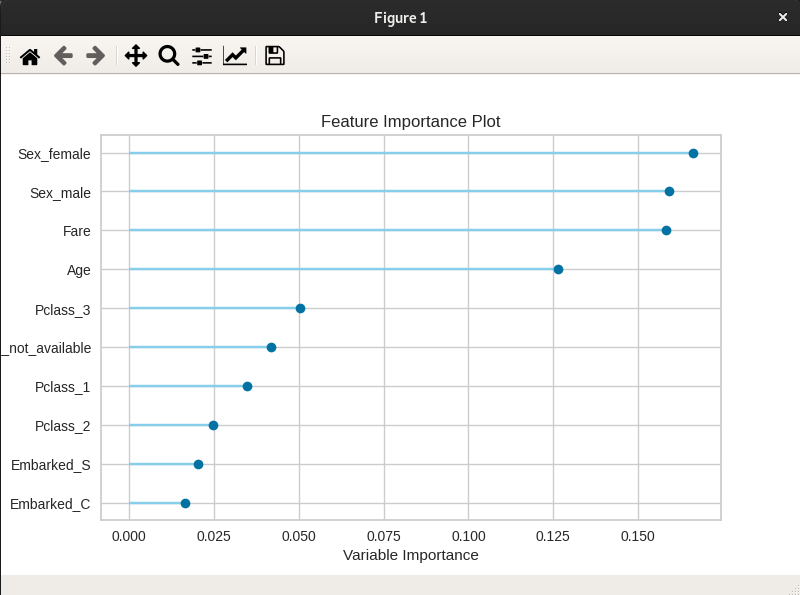 Figure 1
Feature Importance Plot
Sex_female
Sex_male
Fare
Age
Pclass_3
_not_available
Pclass_1
Pclass_2
Embarked_S
Embarked_C
0.000 0.025 0.050 0.075 0.100 0.125 0.150
Variable Importance